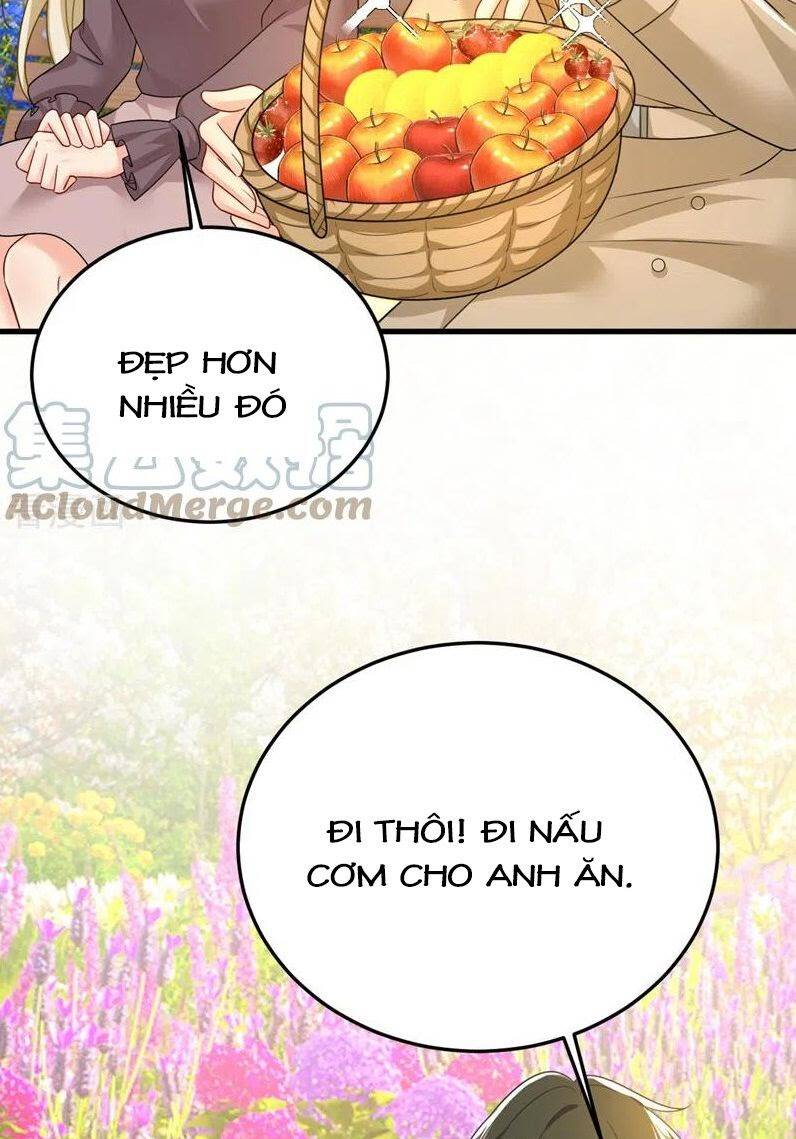 ĐẸP HƠN
NHIỀU ĐÓ
ACloudMerge.com
ĐI THÔI! ĐI NẤU
CƠM CHO ANH ĂN.